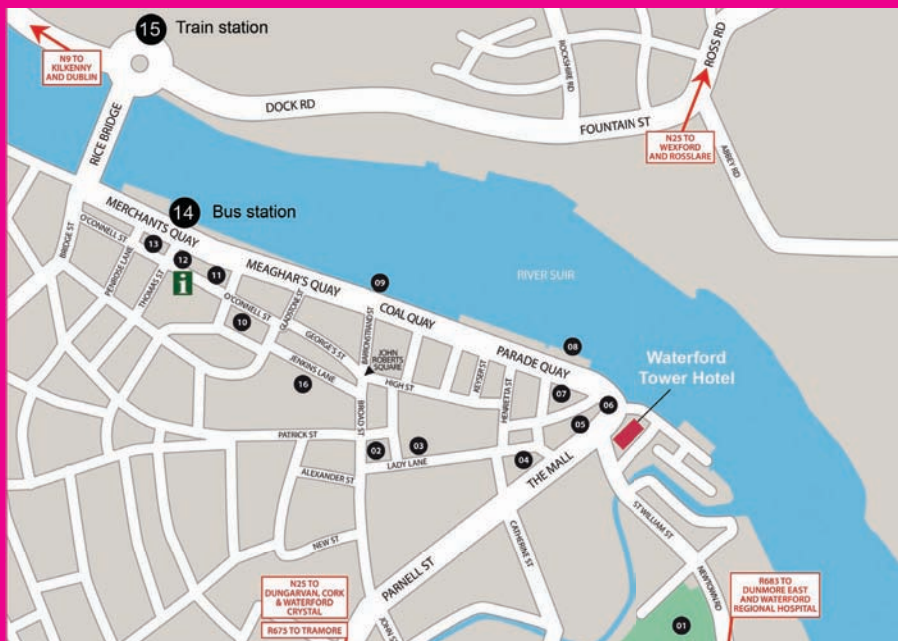 15 Train station
N9 TO
KILKENNY
AND DUBLIN
RICE BRIDGE
DOCK RD
ROCKSHIRE RD
ROSS RD
FOUNTAIN ST
N25 TO
WEXFORD
AND ROSSLARE
ABBEY RD
14 Bus station
MERCHANTS QUAY
O'CONNELL ST
BRIDGE ST
13
12
i
11
PENROSE LANE
THOMAS ST
MEAGHAR'S QUAY
09
RIVER SUIR
O'CONNELL ST
GLADSTONE ST
10
GEORGE'S ST
BARRONSTRAND ST
COAL QUAY
JOHN
ROBERTS
SQUARE
JENKINS LANE
16
HIGH ST
PARADE QUAY
08
Waterford
Tower Hotel
KEYSER ST
HENRIETTA ST
07
06
05
BROAD ST
PATRICK ST
02
03
LADY LANE
04
THE MALL
ALEXANDER ST
NEW ST
CATHERINE ST
ST WILLIAM ST
NEWTOWN RD
PARNELL ST
JOHN ST
N25 TO
DUNGARVAN, CORK
& WATERFORD
CRYSTAL
R675 TO TRAMORE
R683 TO
DUNMORE EAST
AND WATERFORD
REGIONAL HOSPITAL
01